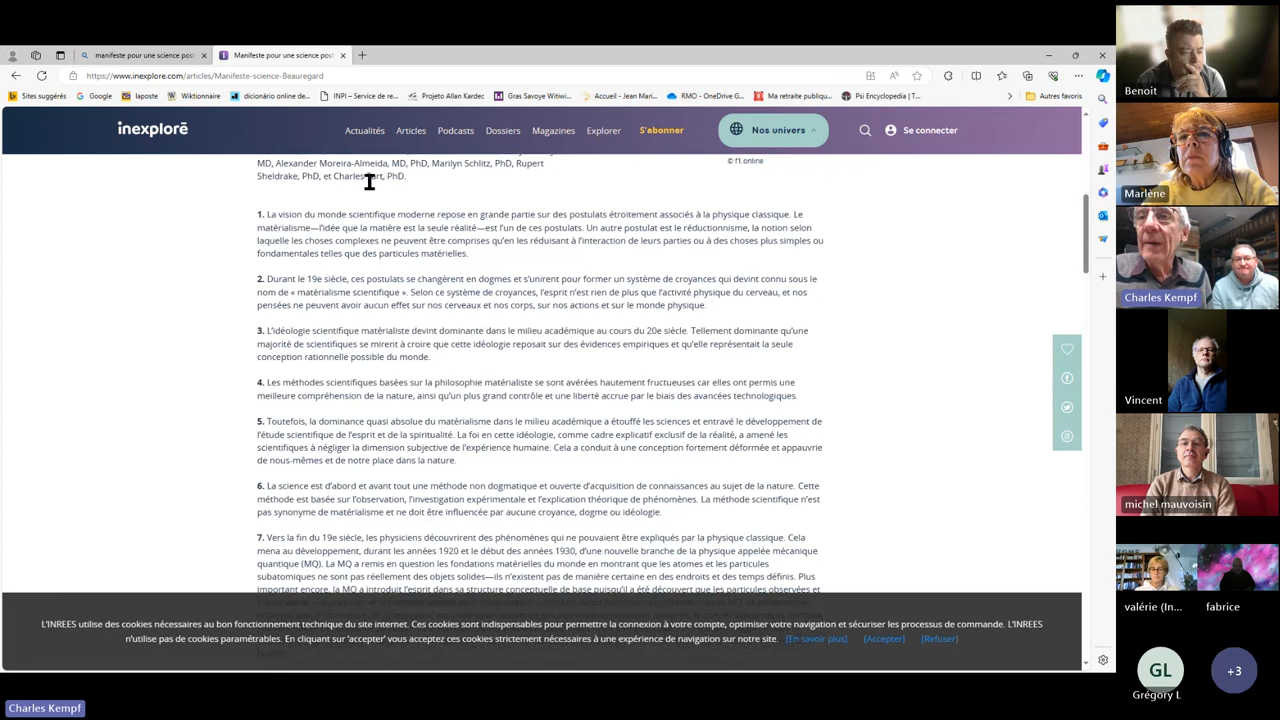 manifeste pour une science post
Manifeste pour une science post
https://www.inexplore.com/articles/Manifeste-science-Beauregard
Sites suggérés
Google
laposte
Wiktionnaire
dicionário online de...
INPI – Service de re...
Projeto Allan Kardec
Gras Savoye Witiwi...
Accueil - Jean Mari...
RMO - OneDrive G...
Ma retraite publiqu...
Psi Encyclopedia | T...
Autres favoris
inexploré
Actualités
Articles
Podcasts
Dossiers
Magazines
Explorer
S'abonner
Nos univers
Se connecter
MD, Alexander Moreira-Almeida, MD, PhD, Marilyn Schlitz, PhD, Rupert
Sheldrake, PhD, et Charles Tart, PhD.
© f1.online
1. La vision du monde scientifique moderne repose en grande partie sur des postulats étroitement associés à la physique classique. Le
matérialisme—l'idée que la matière est la seule réalité—est l'un de ces postulats. Un autre postulat est le réductionnisme, la notion selon
laquelle les choses complexes ne peuvent être comprises qu'en les réduisant à l'interaction de leurs parties ou à des choses plus simples ou
fondamentales telles que des particules matérielles.
2. Durant le 19e siècle, ces postulats se changèrent en dogmes et s'unirent pour former un système de croyances qui devint connu sous le
nom de « matérialisme scientifique ». Selon ce système de croyances, l'esprit n'est rien de plus que l'activité physique du cerveau, et nos
pensées ne peuvent avoir aucun effet sur nos cerveaux et nos corps, sur nos actions et sur le monde physique.
3. L'idéologie scientifique matérialiste devint dominante dans le milieu académique au cours du 20e siècle. Tellement dominante qu'une
majorité de scientifiques se mirent à croire que cette idéologie reposait sur des évidences empiriques et qu'elle représentait la seule
conception rationnelle possible du monde.
4. Les méthodes scientifiques basées sur la philosophie matérialiste se sont avérées hautement fructueuses car elles ont permis une
meilleure compréhension de la nature, ainsi qu'un plus grand contrôle et une liberté accrue par le biais des avancées technologiques.
5. Toutefois, la dominance quasi absolue du matérialisme dans le milieu académique a étouffé les sciences et entravé le développement de
l'étude scientifique de l'esprit et de la spiritualité. La foi en cette idéologie, comme cadre explicatif exclusif de la réalité, a amené les
scientifiques à négliger la dimension subjective de l'expérience humaine. Cela a conduit à une conception fortement déformée et appauvrie
de nous-mêmes et de notre place dans la nature.
6. La science est d'abord et avant tout une méthode non dogmatique et ouverte d'acquisition de connaissances au sujet de la nature. Cette
méthode est basée sur l'observation, l'investigation expérimentale et l'explication théorique de phénomènes. La méthode scientifique n'est
pas synonyme de matérialisme et ne doit être influencée par aucune croyance, dogme ou idéologie.
7. Vers la fin du 19e siècle, les physiciens découvrirent des phénomènes qui ne pouvaient être expliqués par la physique classique. Cela
mena au développement, durant les années 1920 et le début des années 1930, d'une nouvelle branche de la physique appelée mécanique
quantique (MQ). La MQ a remis en question les fondations matérielles du monde en montrant que les atomes et les particules
subatomiques ne sont pas réellement des objets solides—ils n'existent pas de manière certaine en des endroits et des temps définis. Plus
important encore, la MQ a introduit l'esprit dans sa structure conceptuelle de base puisqu'il a été découvert que les particules observées et
L'INREES utilise des cookies nécessaires au bon fonctionnement technique du site internet. Ces cookies sont indispensables pour permettre la connexion à votre compte, optimiser votre navigation et sécuriser les processus de commande. L'INREES
n'utilise pas de cookies paramétrables. En cliquant sur 'accepter' vous acceptez ces cookies strictement nécessaires à une expérience de navigation sur notre site. [En savoir plus] [Accepter] [Refuser]
Charles Kempf
Benoit
Marlène
Charles Kempf
Vincent
michel mauvoisin
valérie (In...
fabrice
GL
Grégory L
+3